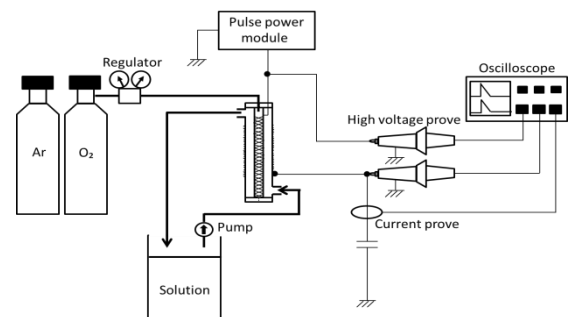 Pulse power
module
Regulator
Oscilloscope
High voltage prove
Ar
O₂
Current prove
Pump
Solution